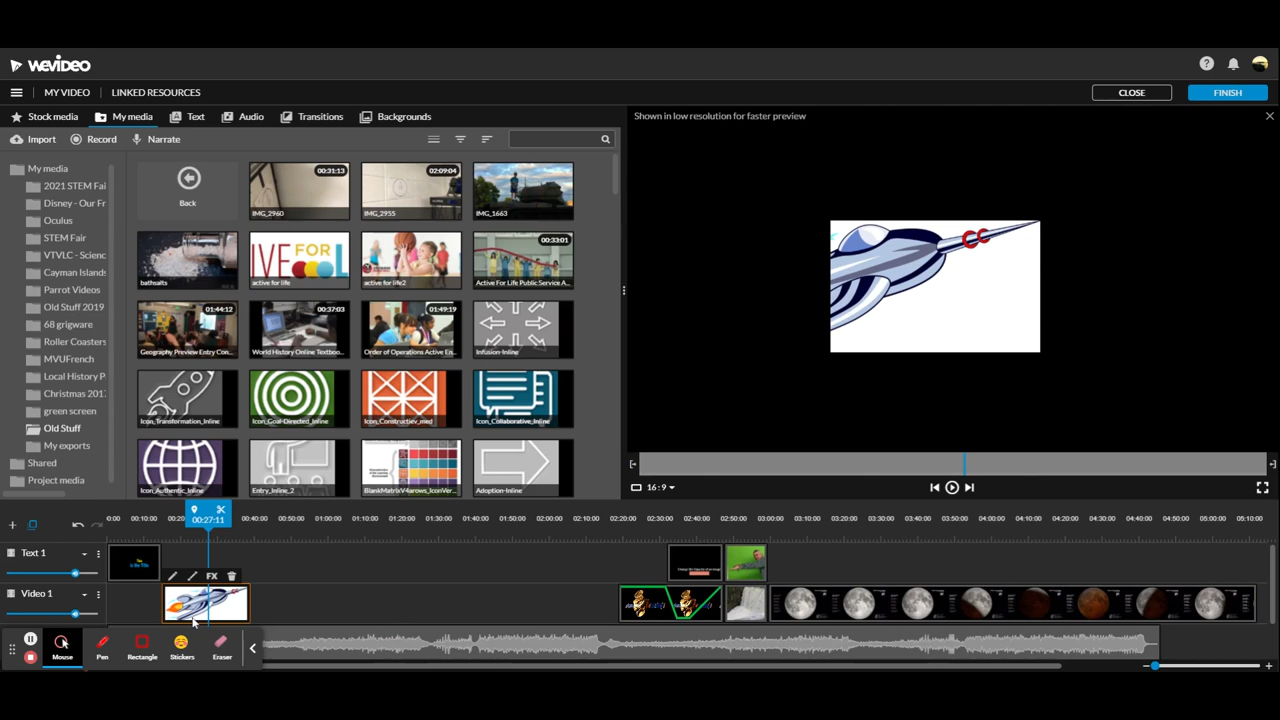 WEVIDEO
?
MY VIDEO
LINKED RESOURCES
CLOSE
FINISH
Stock media
My media
Text
Audio
Transitions
Backgrounds
Import
Record
Narrate
Shown in low resolution for faster preview
My media
2021 STEM Fai
Disney - Our Fr
Oculus
STEM Fair
VTVLC - Scienc
Cayman Islands
Parrot Videos
Old Stuff 2019
68 grigware
Roller Coasters
MVUFrench
Local History P
Christmas 201
green screen
Old Stuff
My exports
Shared
Project media
Back
00:31:13
IMG_2960
02:09:04
IMG_2955
IMG_1663
bathsalts
IVE FOR
active for life
active for life2
00:33:01
Active For Life Public Service A...
01:44:12
Geography Preview Entry Con...
00:37:03
World History Online Textboo...
01:49:19
Order of Operations Active En...
Infusion-Inline
Icon_Transformation_Inline
Icon_Goal-Directed_Inline
Icon_Constructiev_med
Icon_Collaborative_Inline
Icon_Authentic_Inline
Entry_Inline_2
BlankMatrixV4arows_IconVer...
Adoption-Inline
16:9
00:27:11
0:00 00:10:00 00:20 00:40:00 00:50:00 01:00:00 01:10:00 01:20:00 01:30:00 01:40:00 01:50:00 02:00:00 02:10:00 02:20:00 02:30:00 02:40:00 02:50:00 03:00:00 03:10:00 03:20:00 03:30:00 03:40:00 03:50:00 04:00:00 04:10:00 04:20:00 04:30:00 04:40:00 04:50:00 05:00:00 05:10:00
Text 1
FX
Video 1
Mouse
Pen
Rectangle
Stickers
Eraser